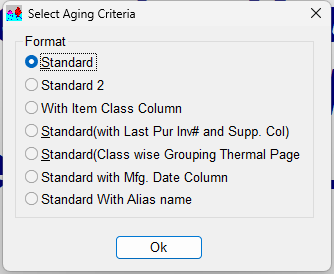 Select Aging Criteria
Format
Standard
Standard 2
With Item Class Column
Standard(with Last Pur Inv# and Supp. Col)
Standard(Class wise Grouping Thermal Page
Standard with Mfg. Date Column
Standard With Alias name
Ok